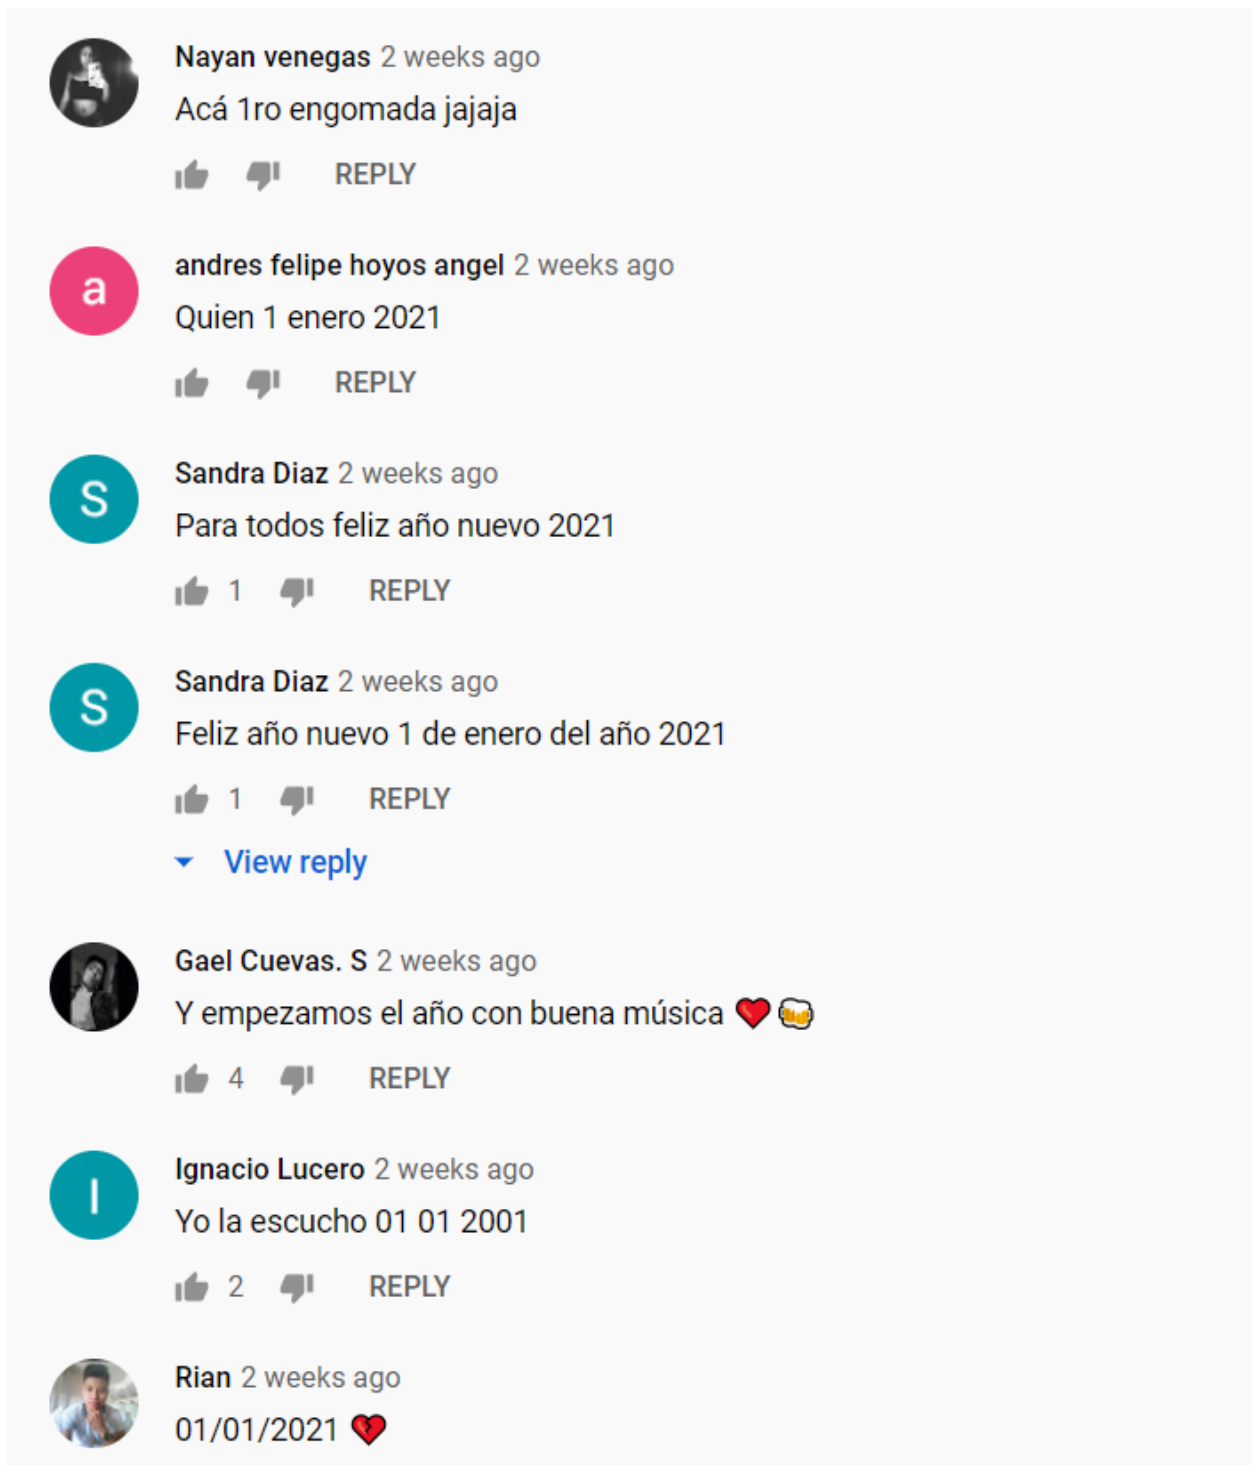 Nayan venegas 2 weeks ago
Acá 1ro engomada jajaja
REPLY
a
andres felipe hoyos angel 2 weeks ago
Quien 1 enero 2021
REPLY
S
Sandra Diaz 2 weeks ago
Para todos feliz año nuevo 2021
1 REPLY
S
Sandra Diaz 2 weeks ago
Feliz año nuevo 1 de enero del año 2021
1 REPLY
View reply
Gael Cuevas. S 2 weeks ago
Y empezamos el año con buena música ❤️🍻
4 REPLY
I
Ignacio Lucero 2 weeks ago
Yo la escucho 01 01 2001
2 REPLY
Rian 2 weeks ago
01/01/2021 💔